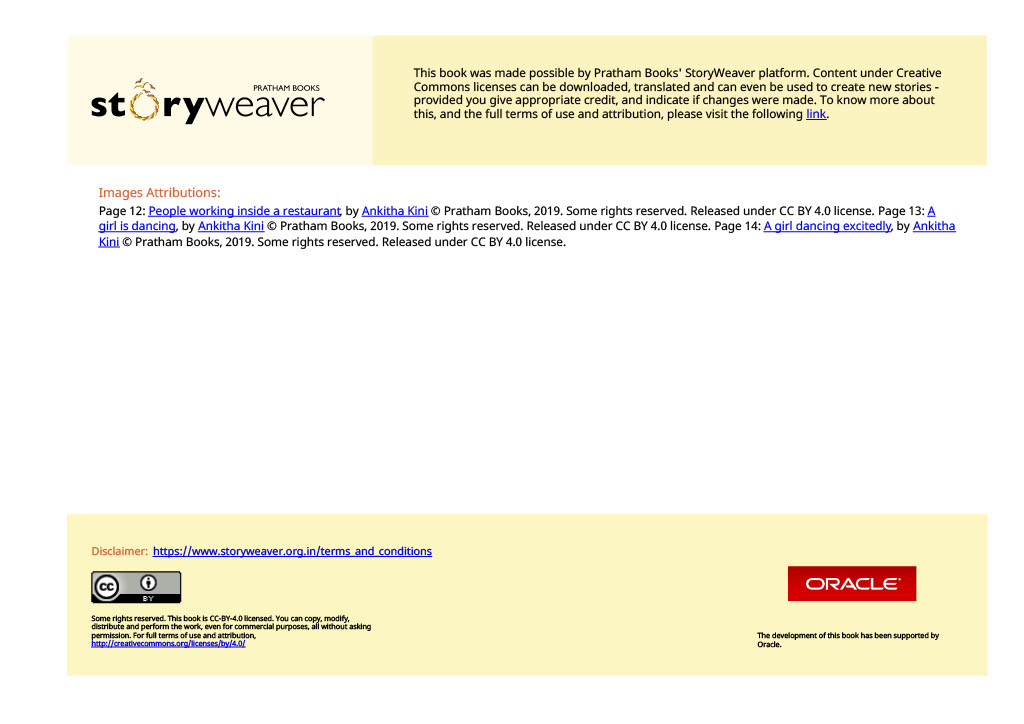 PRATHAM BOOKS
storyweaver
This book was made possible by Pratham Books' StoryWeaver platform. Content under Creative
Commons licenses can be downloaded, translated and can even be used to create new stories -
provided you give appropriate credit, and indicate if changes were made. To know more about
this, and the full terms of use and attribution, please visit the following link.
Images Attributions:
Page 12: People working inside a restaurant, by Ankitha Kini © Pratham Books, 2019. Some rights reserved. Released under CC BY 4.0 license. Page 13: A
girl is dancing, by Ankitha Kini © Pratham Books, 2019. Some rights reserved. Released under CC BY 4.0 license. Page 14: A girl dancing excitedly, by Ankitha
Kini © Pratham Books, 2019. Some rights reserved. Released under CC BY 4.0 license.
Disclaimer: https://www.storyweaver.org.in/terms_and_conditions
cc
BY
Some rights reserved. This book is CC-BY-4.0 licensed. You can copy, modify,
distribute and perform the work, even for commercial purposes, all without asking
permission. For full terms of use and attribution,
http://creativecommons.org/licenses/by/4.0/
ORACLE
The development of this book has been supported by
Oracle.